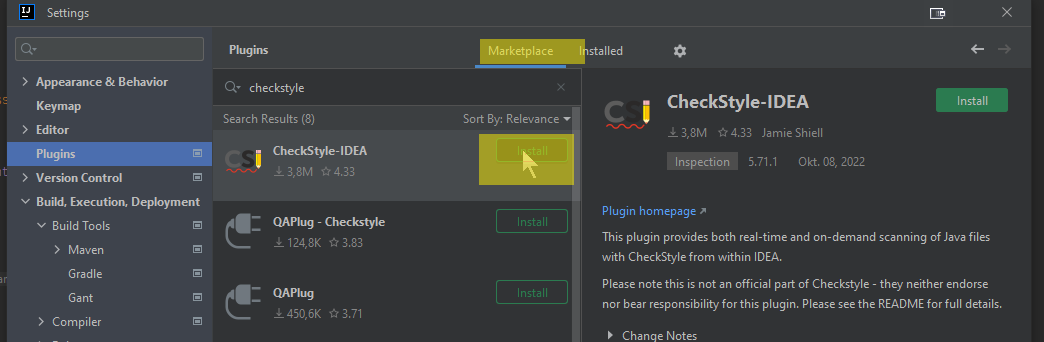 IJ
Settings
Appearance & Behavior
Keymap
Editor
Plugins
Version Control
Build, Execution, Deployment
Build Tools
Maven
Gradle
Gant
Compiler
Plugins
Marketplace
Installed
checkstyle
Search Results (8)
Sort By: Relevance
CheckStyle-IDEA
3,8M 4.33
Install
QAPlug - Checkstyle
124,8K 3.83
Install
QAPlug
450,6K 3.71
Install
CS
CheckStyle-IDEA
Install
3,8M 4.33 Jamie Shiell
Inspection 5.71.1 Okt. 08, 2022
Plugin homepage
This plugin provides both real-time and on-demand scanning of Java files
with CheckStyle from within IDEA.
Please note this is not an official part of Checkstyle - they neither endorse
nor bear responsibility for this plugin. Please see the README for full details.
Change Notes